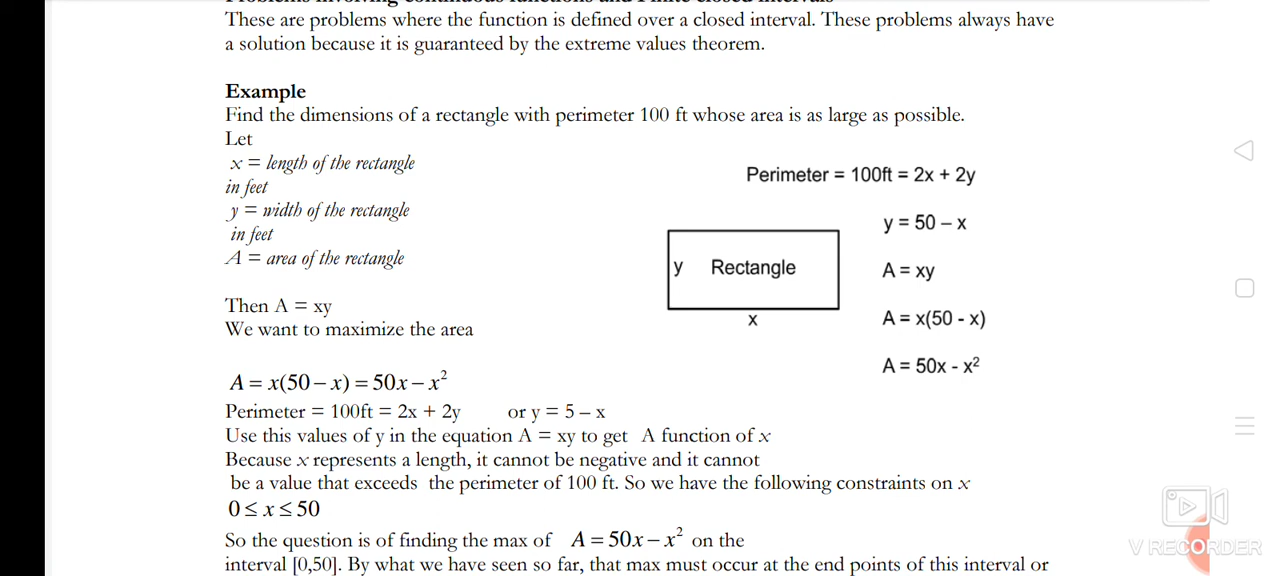 Problems involving continuous functions and Finite closed intervals
These are problems where the function is defined over a closed interval. These problems always have
a solution because it is guaranteed by the extreme values theorem.
Example
Find the dimensions of a rectangle with perimeter 100 ft whose area is as large as possible.
Let
x = length of the rectangle
in feet
y = width of the rectangle
in feet
A = area of the rectangle
Then A = xy
We want to maximize the area
Perimeter = 100ft = 2x + 2y
y = 50 – x
y Rectangle
A = xy
x
A = x(50 - x)
A = 50x - x²
A = x(50 – x) = 50x – x²
Perimeter = 100ft = 2x + 2y or y = 5 – x
Use this values of y in the equation A = xy to get A function of x
Because x represents a length, it cannot be negative and it cannot
be a value that exceeds the perimeter of 100 ft. So we have the following constraints on x
0 ≤ x ≤ 50
So the question is of finding the max of A = 50x – x² on the
interval [0,50]. By what we have seen so far, that max must occur at the end points of this interval or
V RECORDER